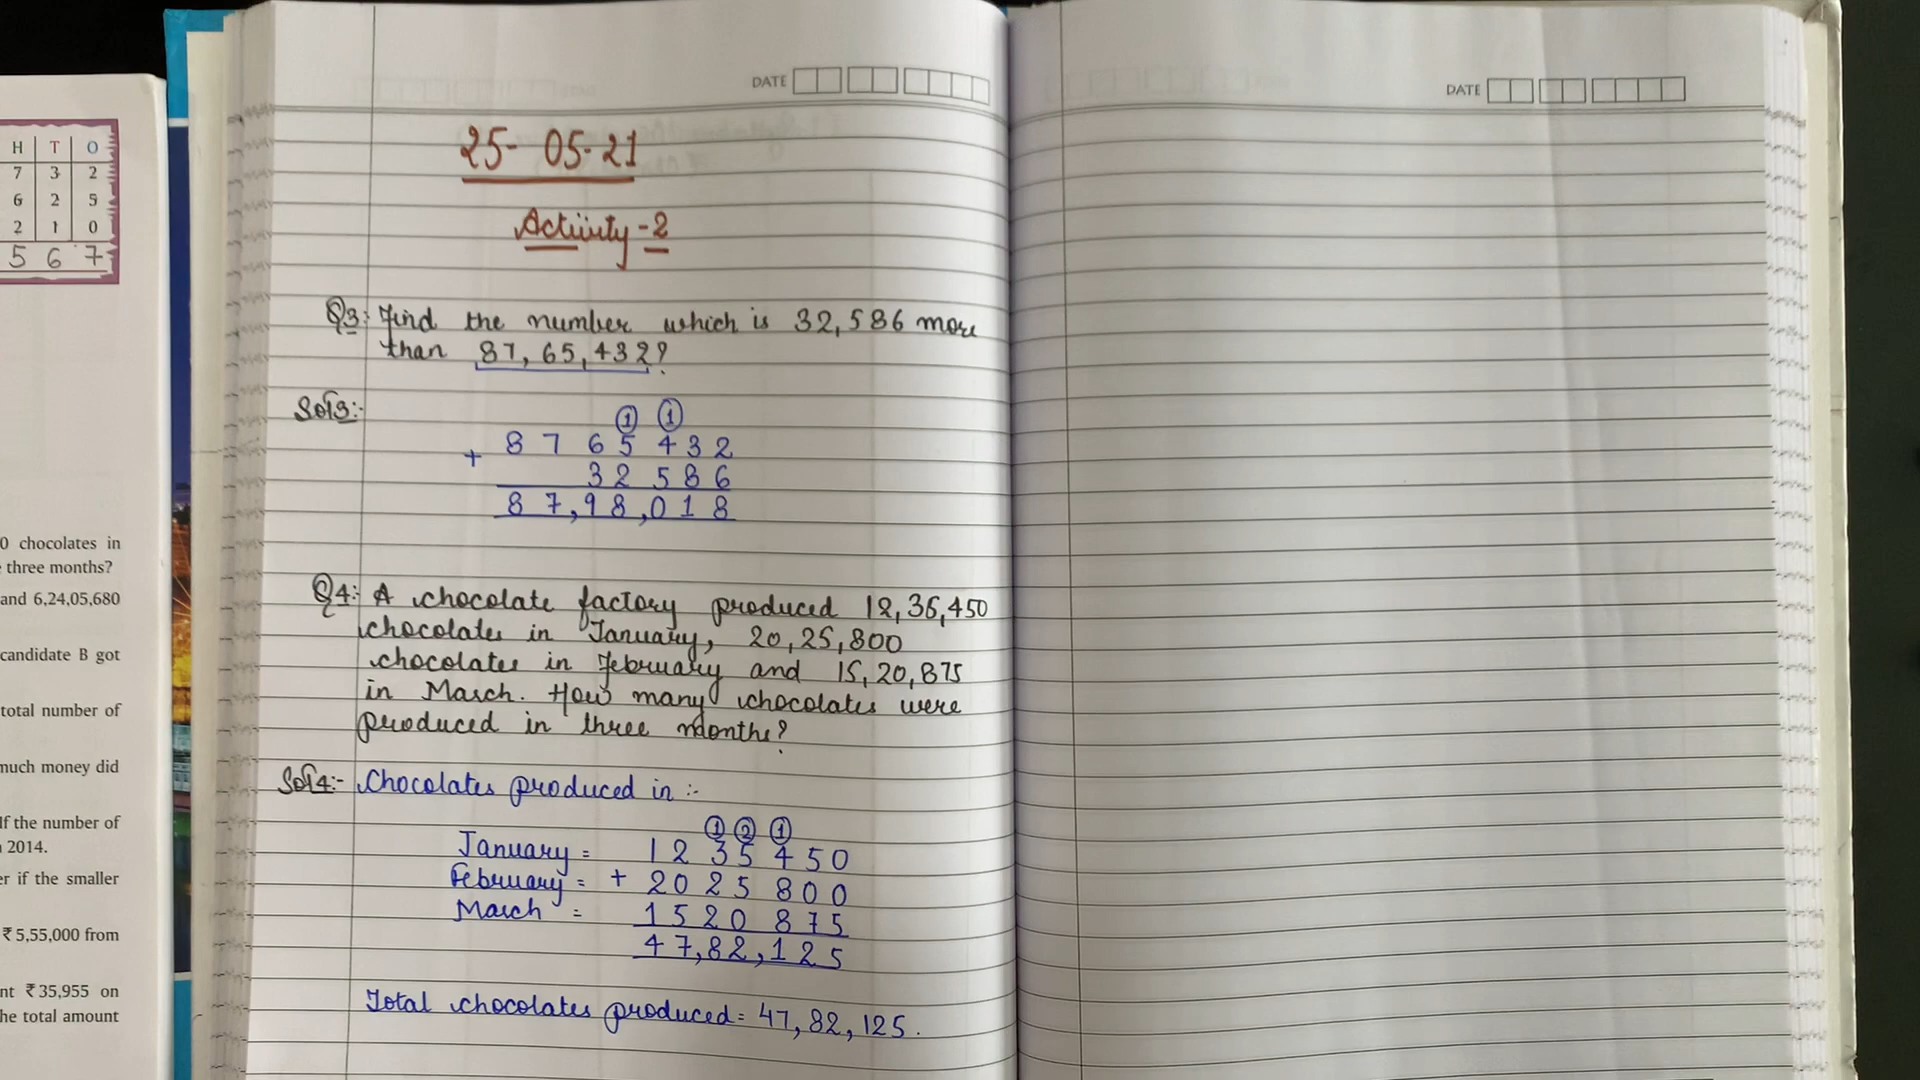 H T O
7 3 2
6 2 5
2 1 0
5 6 7
0 chocolates in
three months?
and 6,24,05,680
candidate B got
total number of
much money did
If the number of
2014.
er if the smaller
₹ 5,55,000 from
nt ₹ 35,955 on
he total amount
DATE
25- 05-21
Activity-2
Q3: Find the number which is 32,586 more
than 87,65,432?
Sol3:-
1 1
8 7 6 5 4 3 2
+ 3 2 5 8 6
8 7,9 8,0 1 8
Q4: A chocolate factory produced 12,35,450
chocolates in January, 20,25,800
chocolates in February and 15,20,875
in March. How many chocolates were
produced in three months?
Sol4:- Chocolates produced in :-
1 2 1
January = 1 2 3 5 4 5 0
February = + 2 0 2 5 8 0 0
March = 1 5 2 0 8 7 5
4 7,8 2,1 2 5
Total chocolates produced = 47,82,125.
DATE